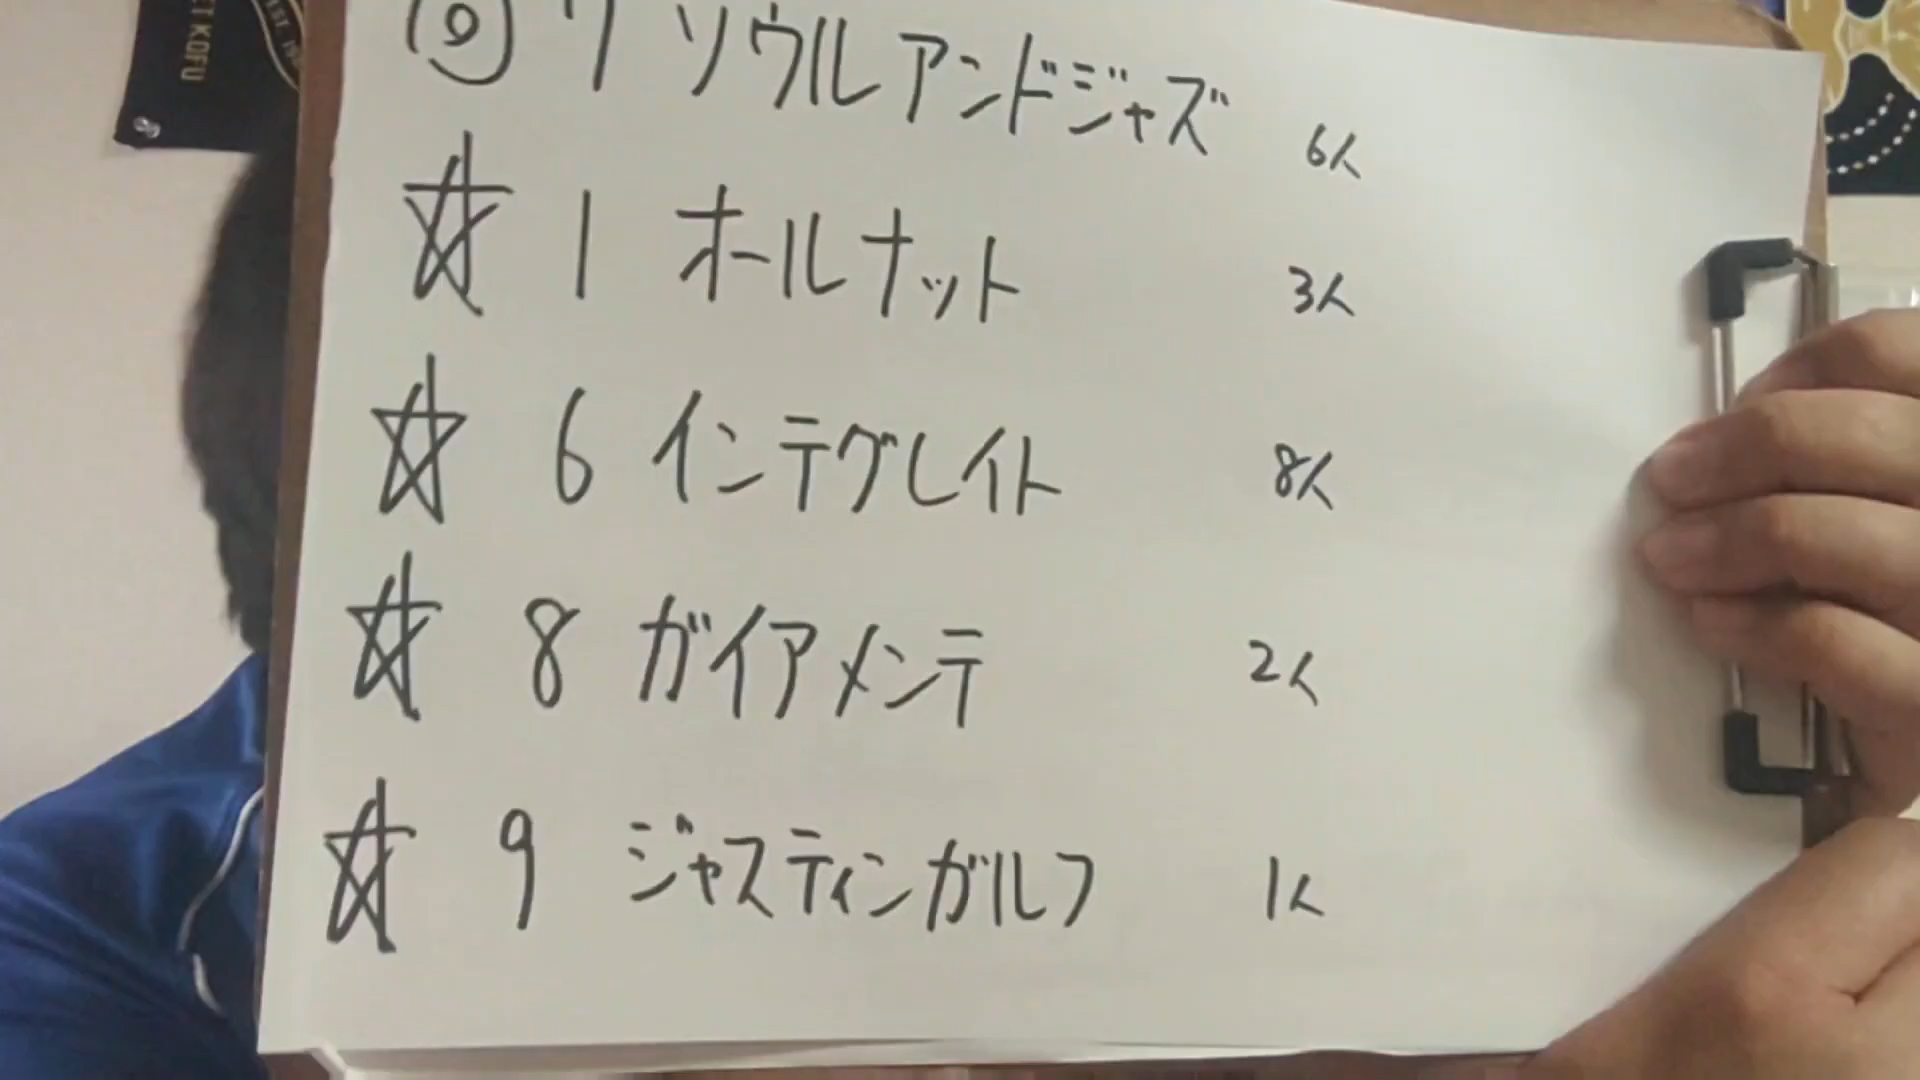 ◎ 7 ソウルアンドジャズ 6人
☆ 1 オールナット 3人
☆ 6 インテグレイト 8人
☆ 8 ガイアメンテ 2人
☆ 9 ジャスティンガルフ 1人
KOFU